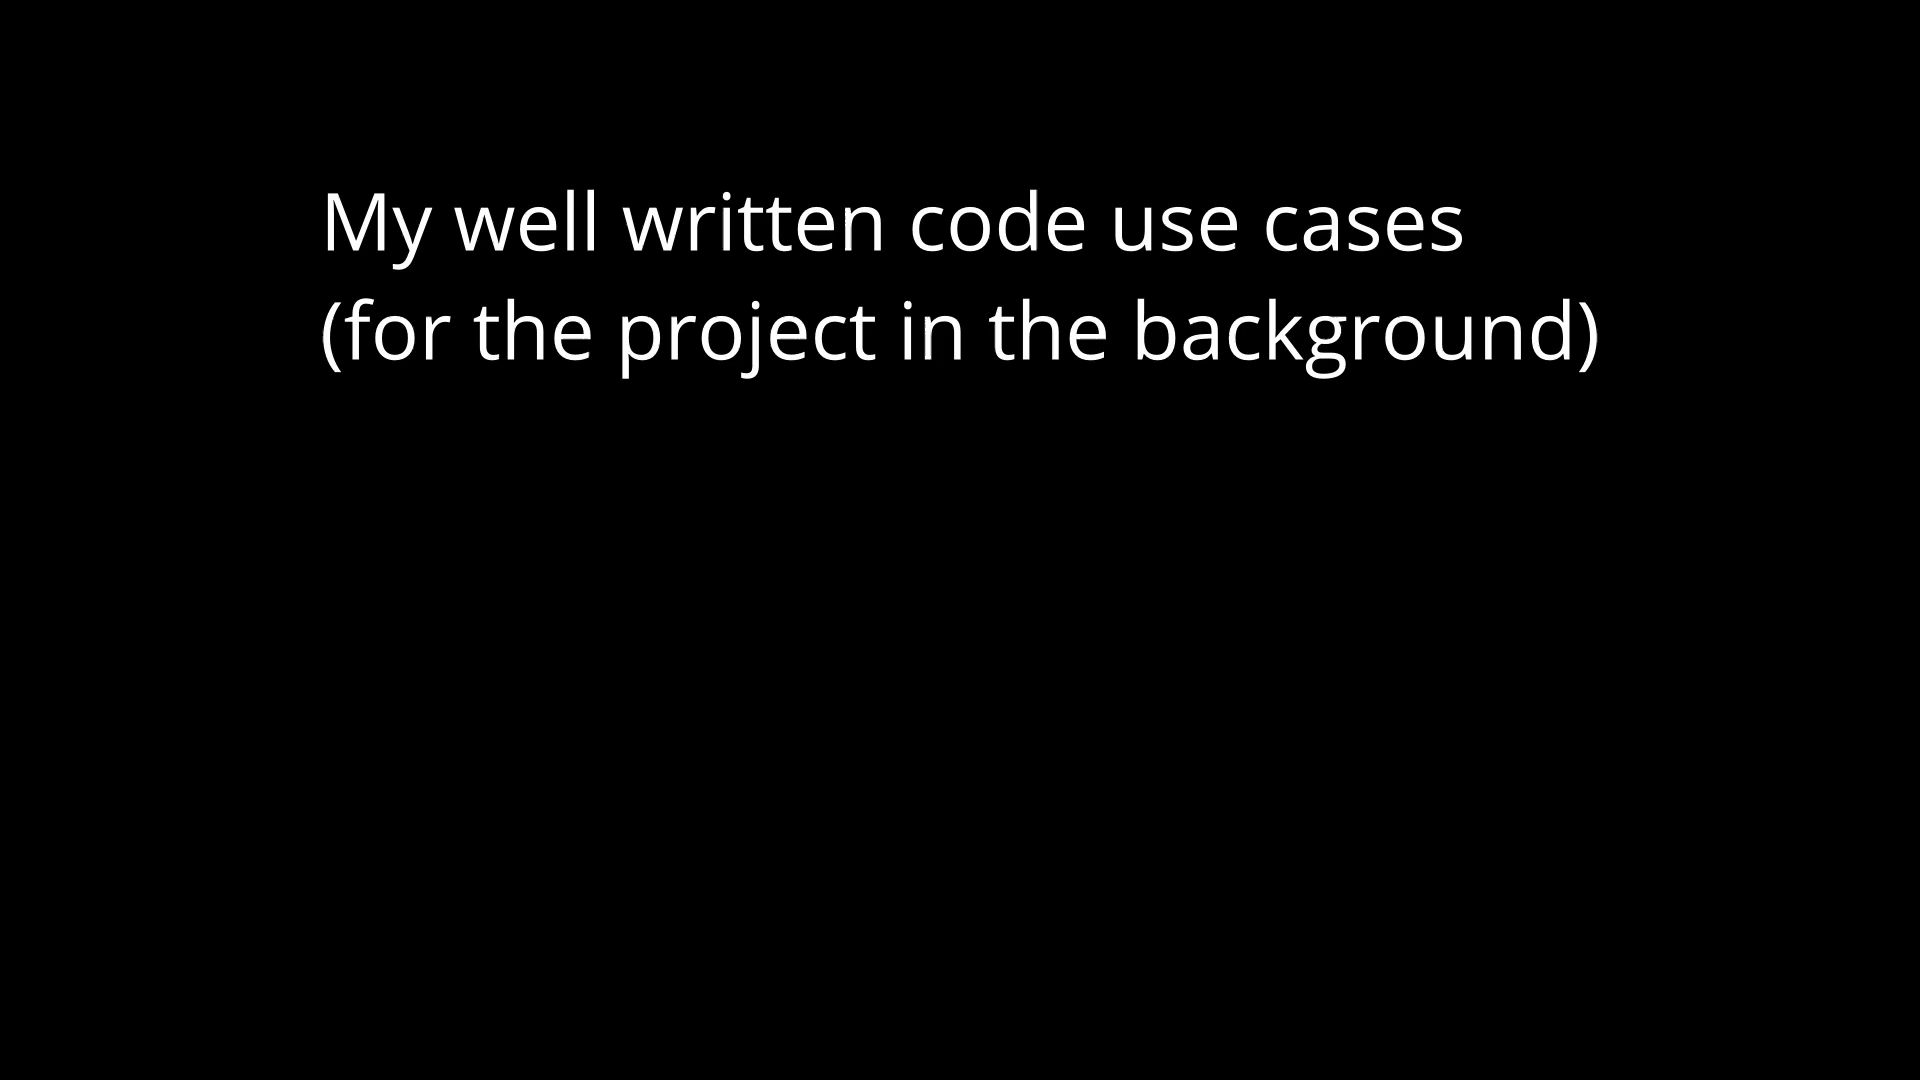 My well written code use cases
(for the project in the background)